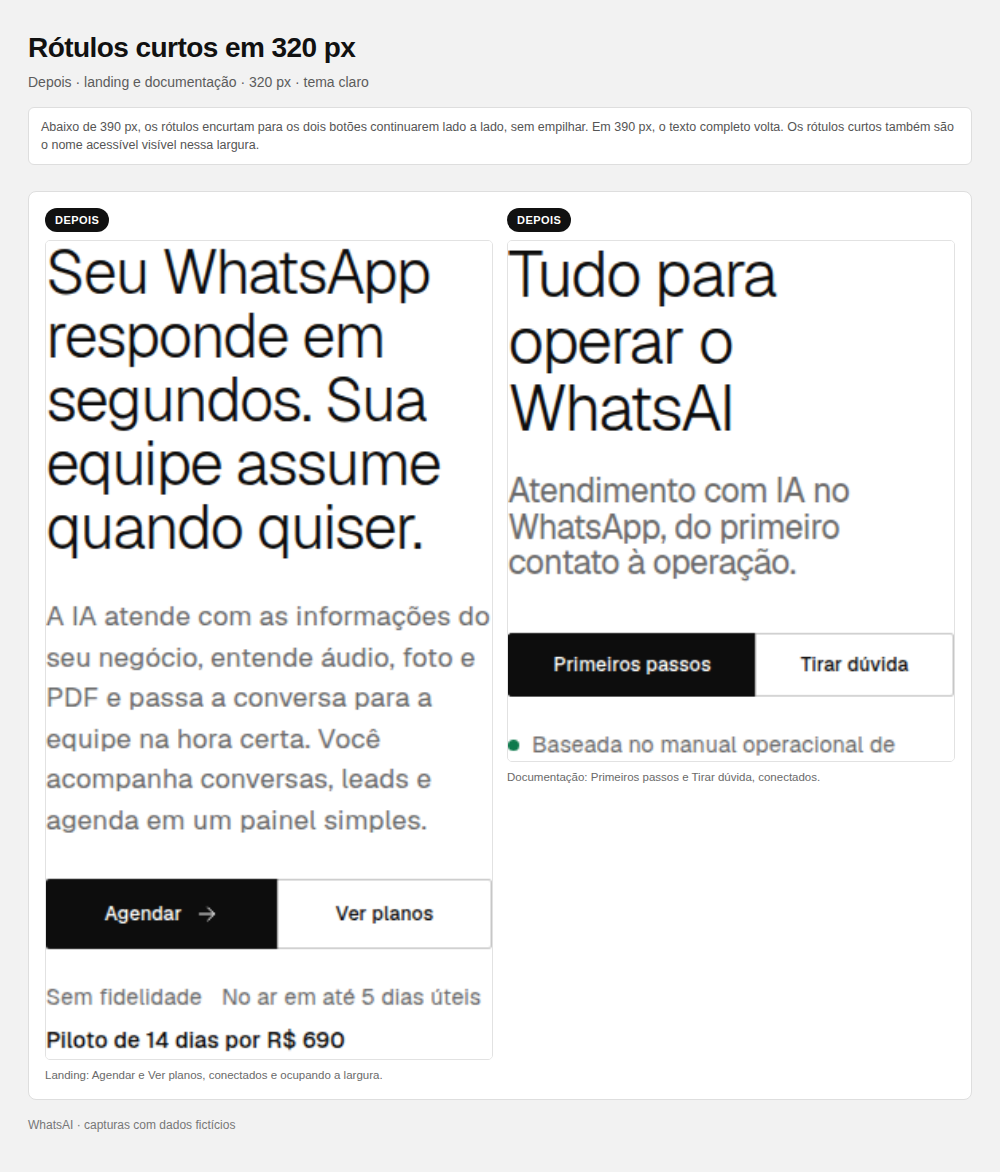 Rótulos curtos em 320 px
Depois · landing e documentação · 320 px · tema claro
Abaixo de 390 px, os rótulos encurtam para os dois botões continuarem lado a lado, sem empilhar. Em 390 px, o texto completo volta. Os rótulos curtos também são
o nome acessível visível nessa largura.
DEPOIS
Seu WhatsApp
responde em
segundos. Sua
equipe assume
quando quiser.
A IA atende com as informações do
seu negócio, entende áudio, foto e
PDF e passa a conversa para a
equipe na hora certa. Você
acompanha conversas, leads e
agenda em um painel simples.
Agendar → Ver planos
Sem fidelidade No ar em até 5 dias úteis
Piloto de 14 dias por R$ 690
Landing: Agendar e Ver planos, conectados e ocupando a largura.
DEPOIS
Tudo para
operar o
WhatsAI
Atendimento com IA no
WhatsApp, do primeiro
contato à operação.
Primeiros passos Tirar dúvida
Baseada no manual operacional de
Documentação: Primeiros passos e Tirar dúvida, conectados.
WhatsAI · capturas com dados fictícios